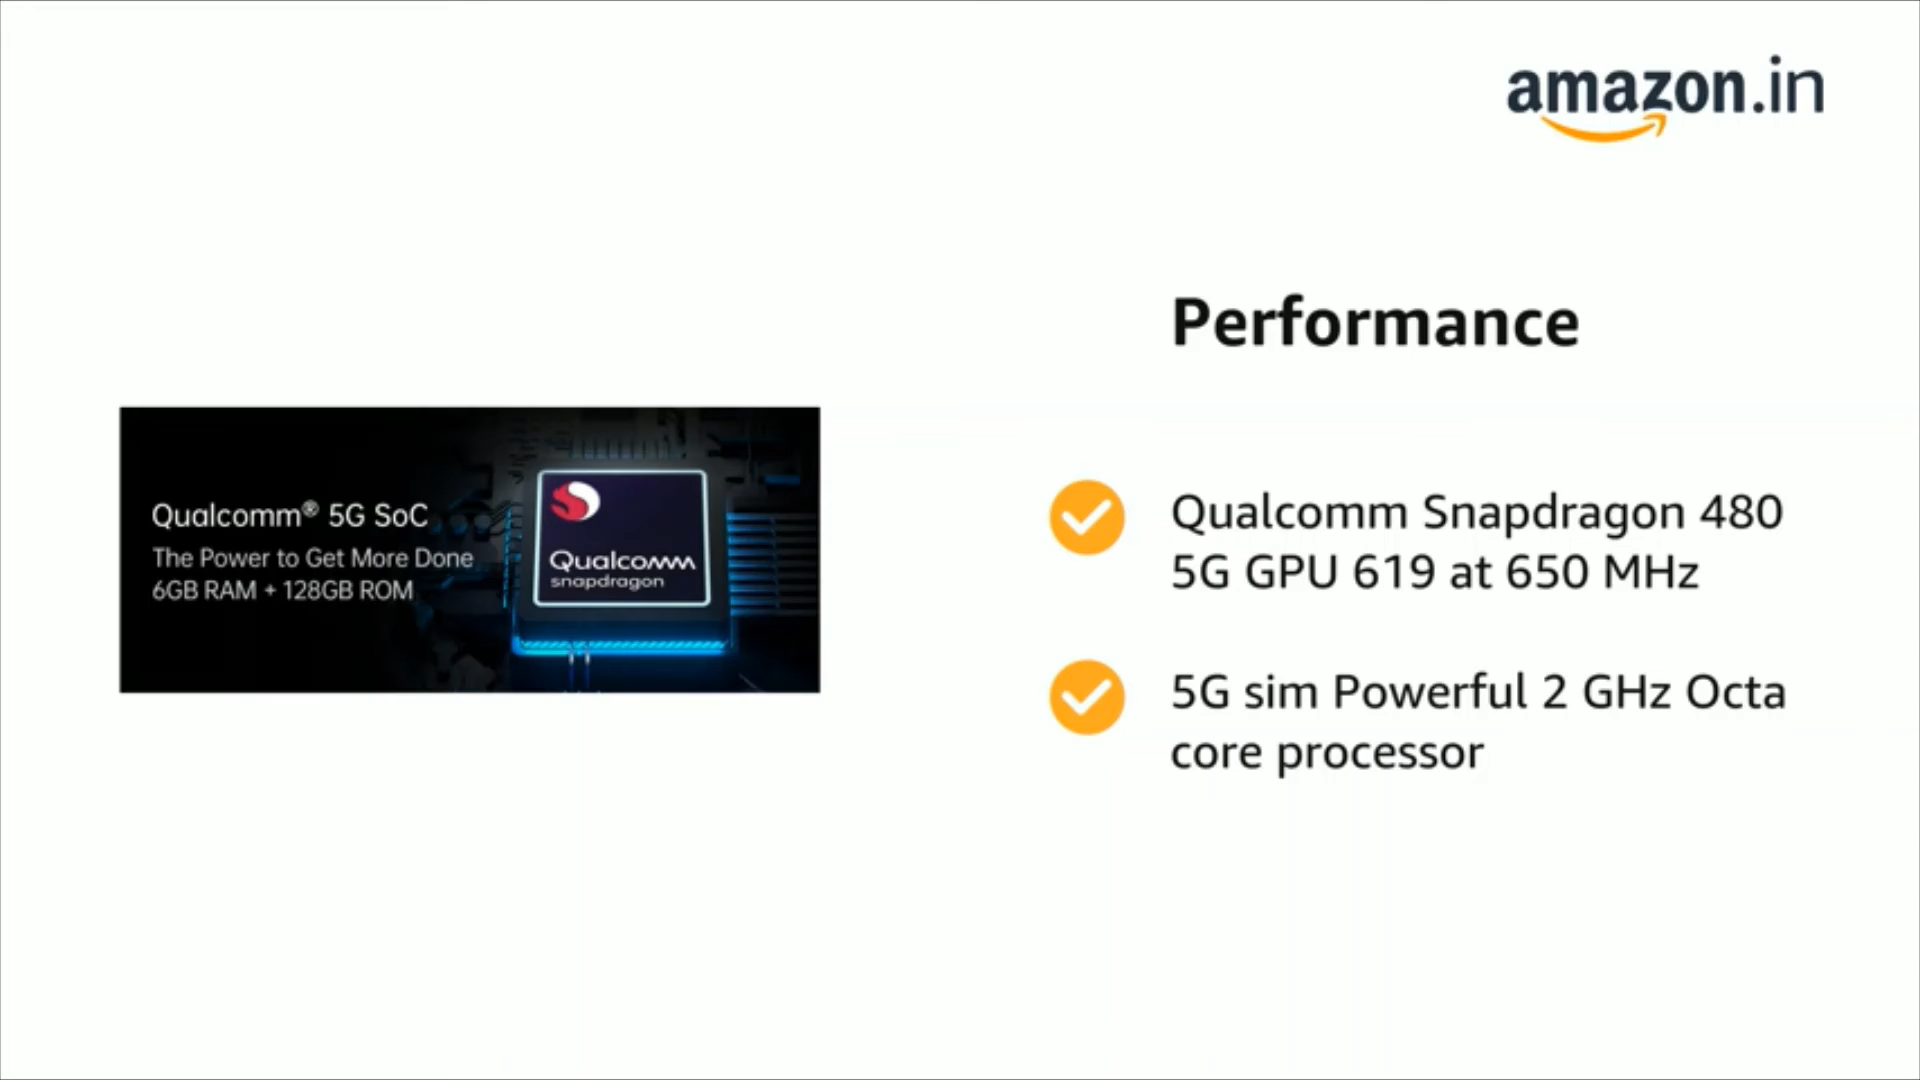 amazon.in
Performance
Qualcomm® 5G SoC
The Power to Get More Done
6GB RAM + 128GB ROM
Qualcomm
snapdragon
Qualcomm Snapdragon 480
5G GPU 619 at 650 MHz
5G sim Powerful 2 GHz Octa
core processor